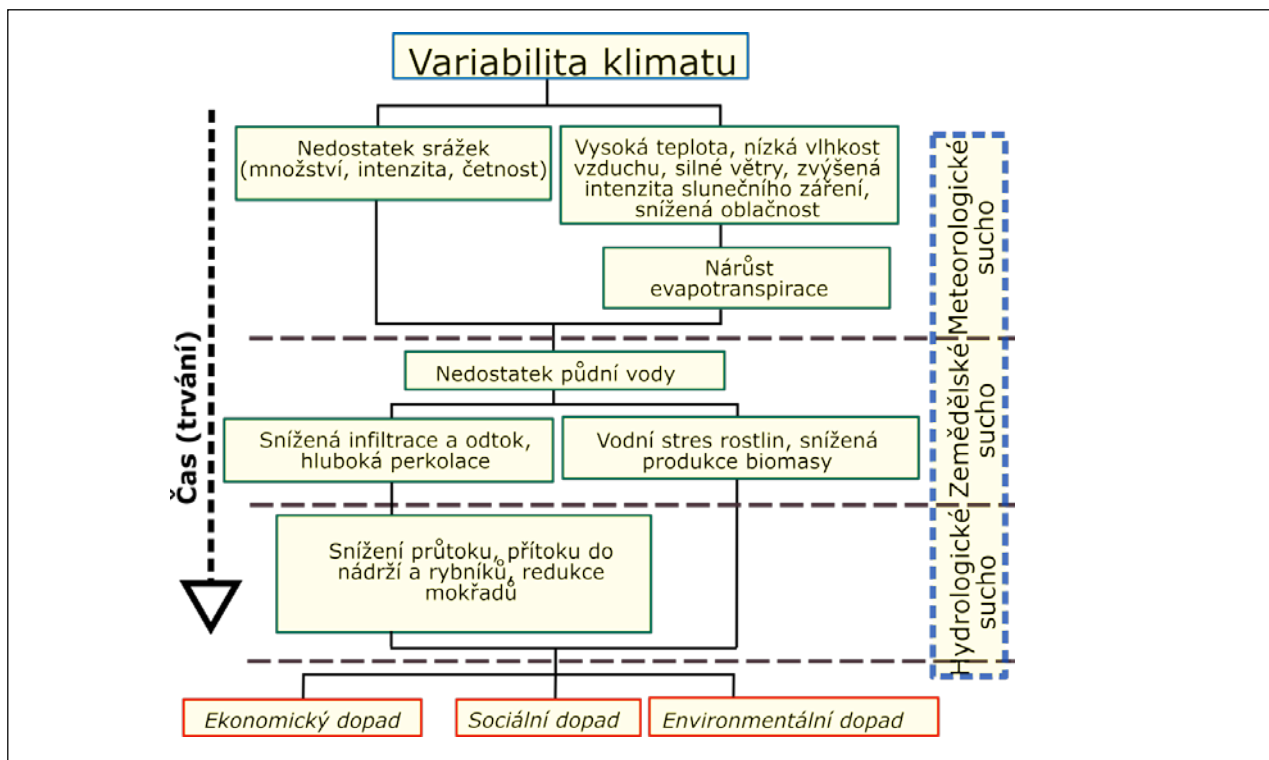 Variabilita klimatu
Nedostatek srážek
(množství, intenzita, četnost)
Vysoká teplota, nízká vlhkost
vzduchu, silné větry, zvýšená
intenzita slunečního záření,
snížená oblačnost
Nárůst
evapotranspirace
Meteorologické
sucho
Čas (trvání)
Nedostatek půdní vody
Snížená infiltrace a odtok,
hluboká perkolace
Vodní stres rostlin, snížená
produkce biomasy
Zemědělské
sucho
Snížení průtoku, přítoku do
nádrží a rybníků, redukce
mokřadů
Hydrologické
sucho
Ekonomický dopad
Sociální dopad
Environmentální dopad